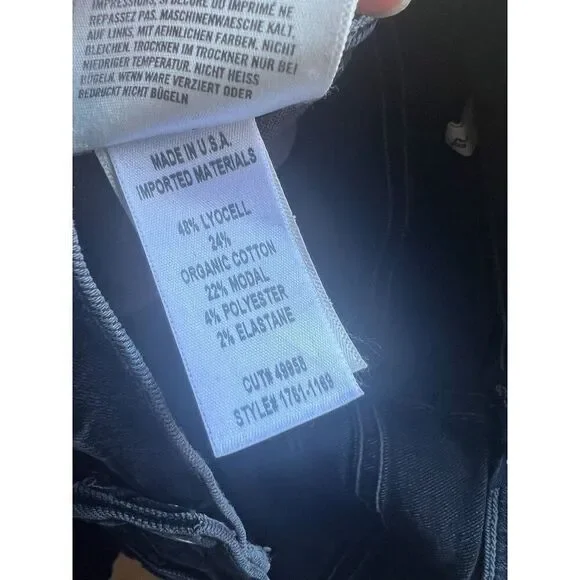 IMPRESSIONS, SI DÉCORÉ OU IMPRIMÉ NE
REPASSEZ PAS. MASCHINENWAESCHE KALT,
AUF LINKS, MIT AEHNLICHEN FARBEN, NICHT
BLEICHEN. TROCKNEN IM TROCKNER NUR BEI
NIEDRIGER TEMPERATUR, NICHT HEISS
BÜGELN, WENN WARE VERZIERT ODER
BEDRUCKT NICHT BÜGELN
MADE IN U.S.A.
IMPORTED MATERIALS
48% LYOCELL
24%
ORGANIC COTTON
22% MODAL
4% POLYESTER
2% ELASTANE
CUT# 49958
STYLE# 1781-1169